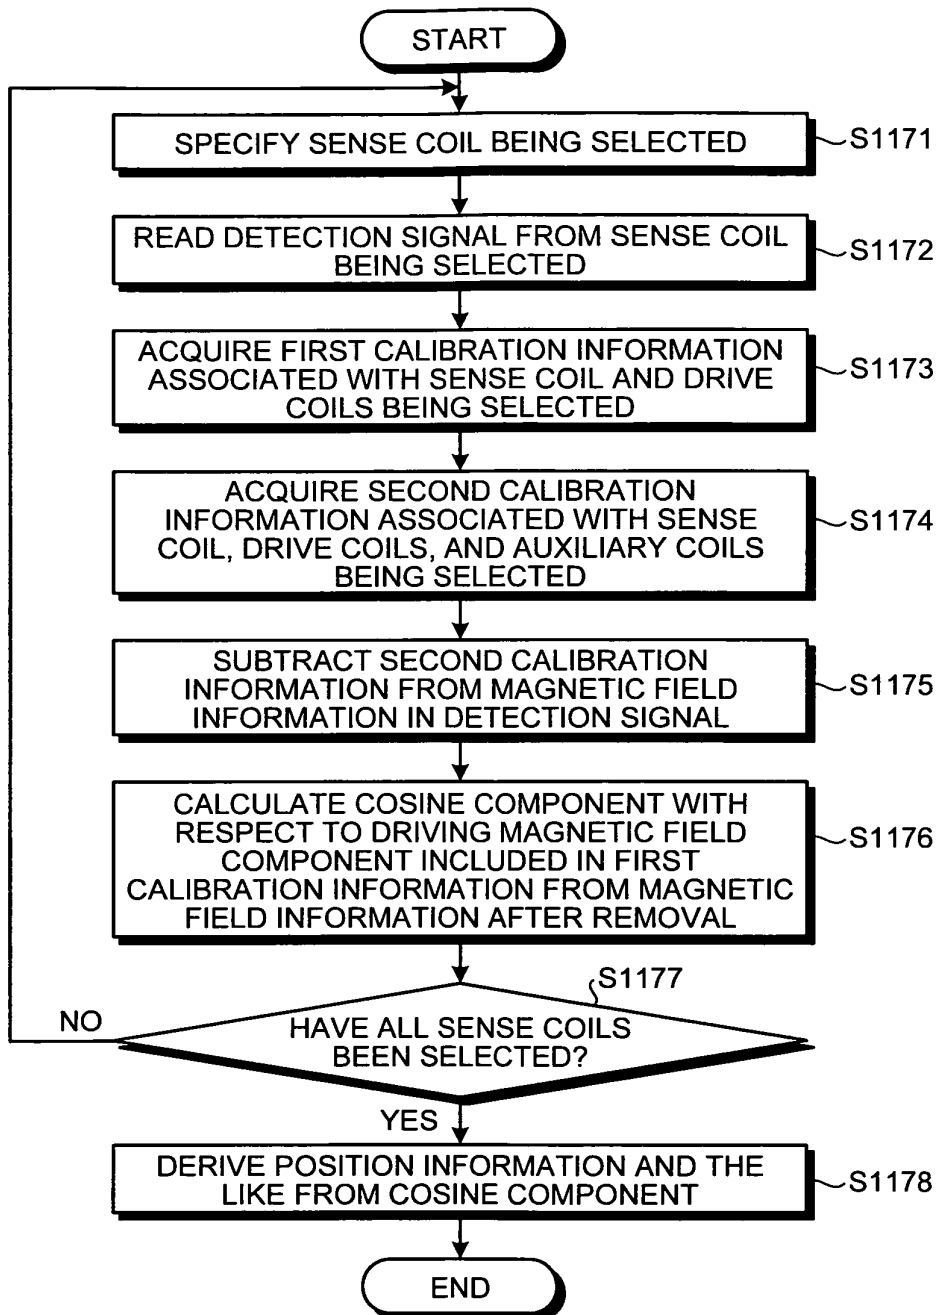 START
SPECIFY SENSE COIL BEING SELECTED
S1171
READ DETECTION SIGNAL FROM SENSE COIL
BEING SELECTED
S1172
ACQUIRE FIRST CALIBRATION INFORMATION
ASSOCIATED WITH SENSE COIL AND DRIVE
COILS BEING SELECTED
S1173
ACQUIRE SECOND CALIBRATION
INFORMATION ASSOCIATED WITH SENSE
COIL, DRIVE COILS, AND AUXILIARY COILS
BEING SELECTED
S1174
SUBTRACT SECOND CALIBRATION
INFORMATION FROM MAGNETIC FIELD
INFORMATION IN DETECTION SIGNAL
S1175
CALCULATE COSINE COMPONENT WITH
RESPECT TO DRIVING MAGNETIC FIELD
COMPONENT INCLUDED IN FIRST
CALIBRATION INFORMATION FROM MAGNETIC
FIELD INFORMATION AFTER REMOVAL
S1176
S1177
NO
HAVE ALL SENSE COILS
BEEN SELECTED?
YES
DERIVE POSITION INFORMATION AND THE
LIKE FROM COSINE COMPONENT
S1178
END